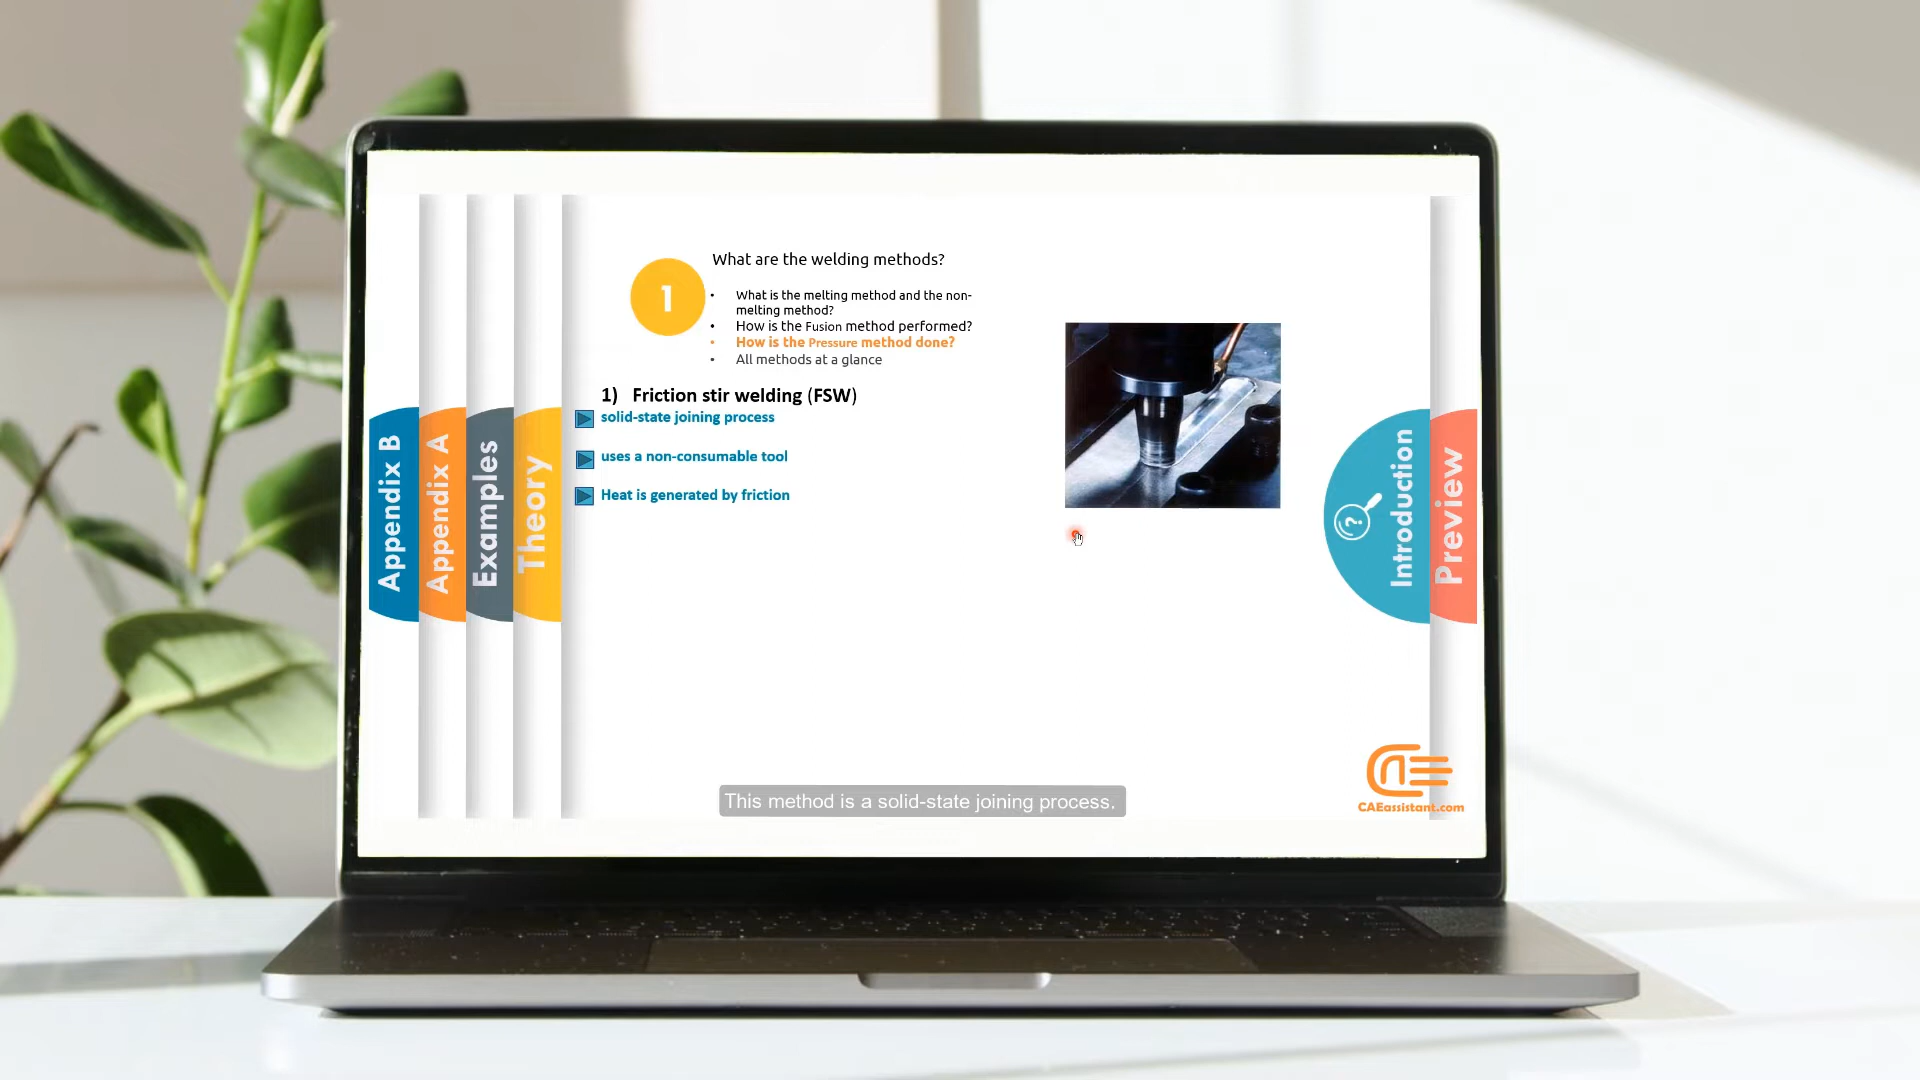 What are the welding methods?
1
• What is the melting method and the non-
melting method?
• How is the Fusion method performed?
• How is the Pressure method done?
• All methods at a glance
1) Friction stir welding (FSW)
solid-state joining process
uses a non-consumable tool
Heat is generated by friction
Appendix B
Appendix A
Examples
Theory
?
Introduction
Preview
CAEassistant.com
This method is a solid-state joining process.